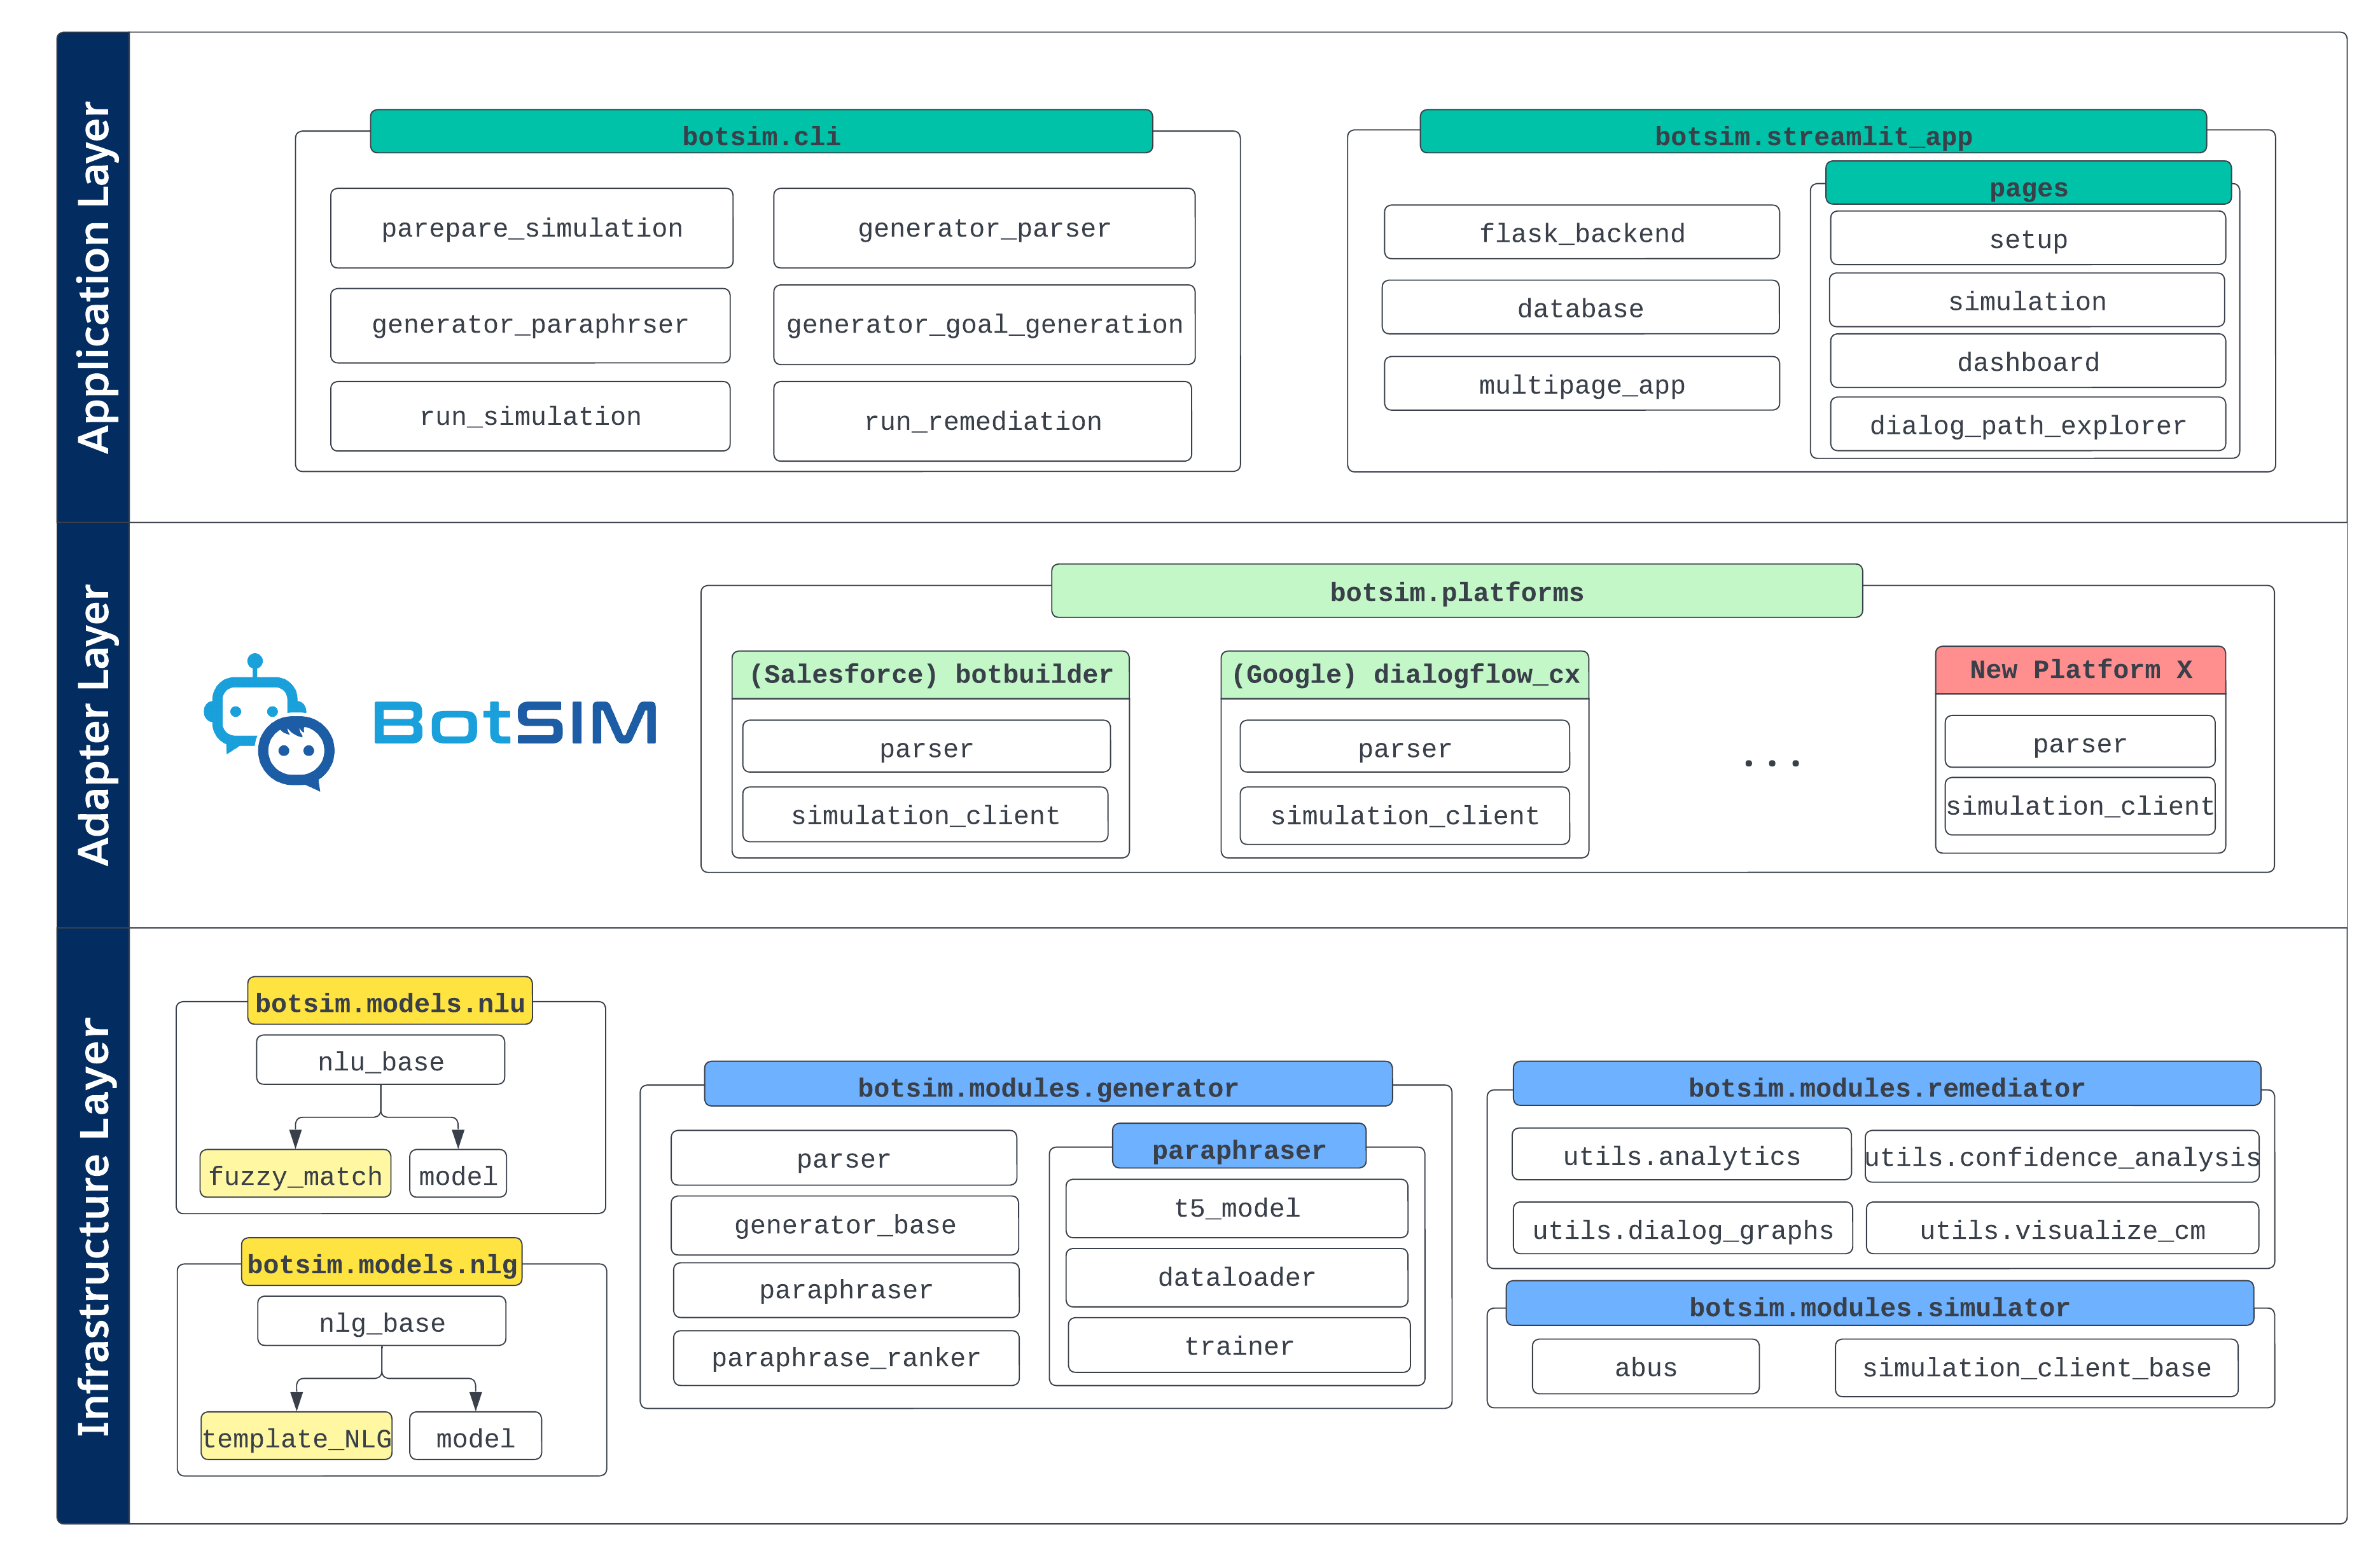 Application Layer
botsim.cli
parepare_simulation
generator_parser
generator_paraphrser
generator_goal_generation
run_simulation
run_remediation
botsim.streamlit_app
flask_backend
database
multipage_app
pages
setup
simulation
dashboard
dialog_path_explorer
Adapter Layer
BotSIM
botsim.platforms
(Salesforce) botbuilder
parser
simulation_client
(Google) dialogflow_cx
parser
simulation_client
...
New Platform X
parser
simulation_client
Infrastructure Layer
botsim.models.nlu
nlu_base
fuzzy_match
model
botsim.models.nlg
nlg_base
template_NLG
model
botsim.modules.generator
parser
generator_base
paraphraser
paraphrase_ranker
paraphraser
t5_model
dataloader
trainer
botsim.modules.remediator
utils.analytics
utils.confidence_analysis
utils.dialog_graphs
utils.visualize_cm
botsim.modules.simulator
abus
simulation_client_base